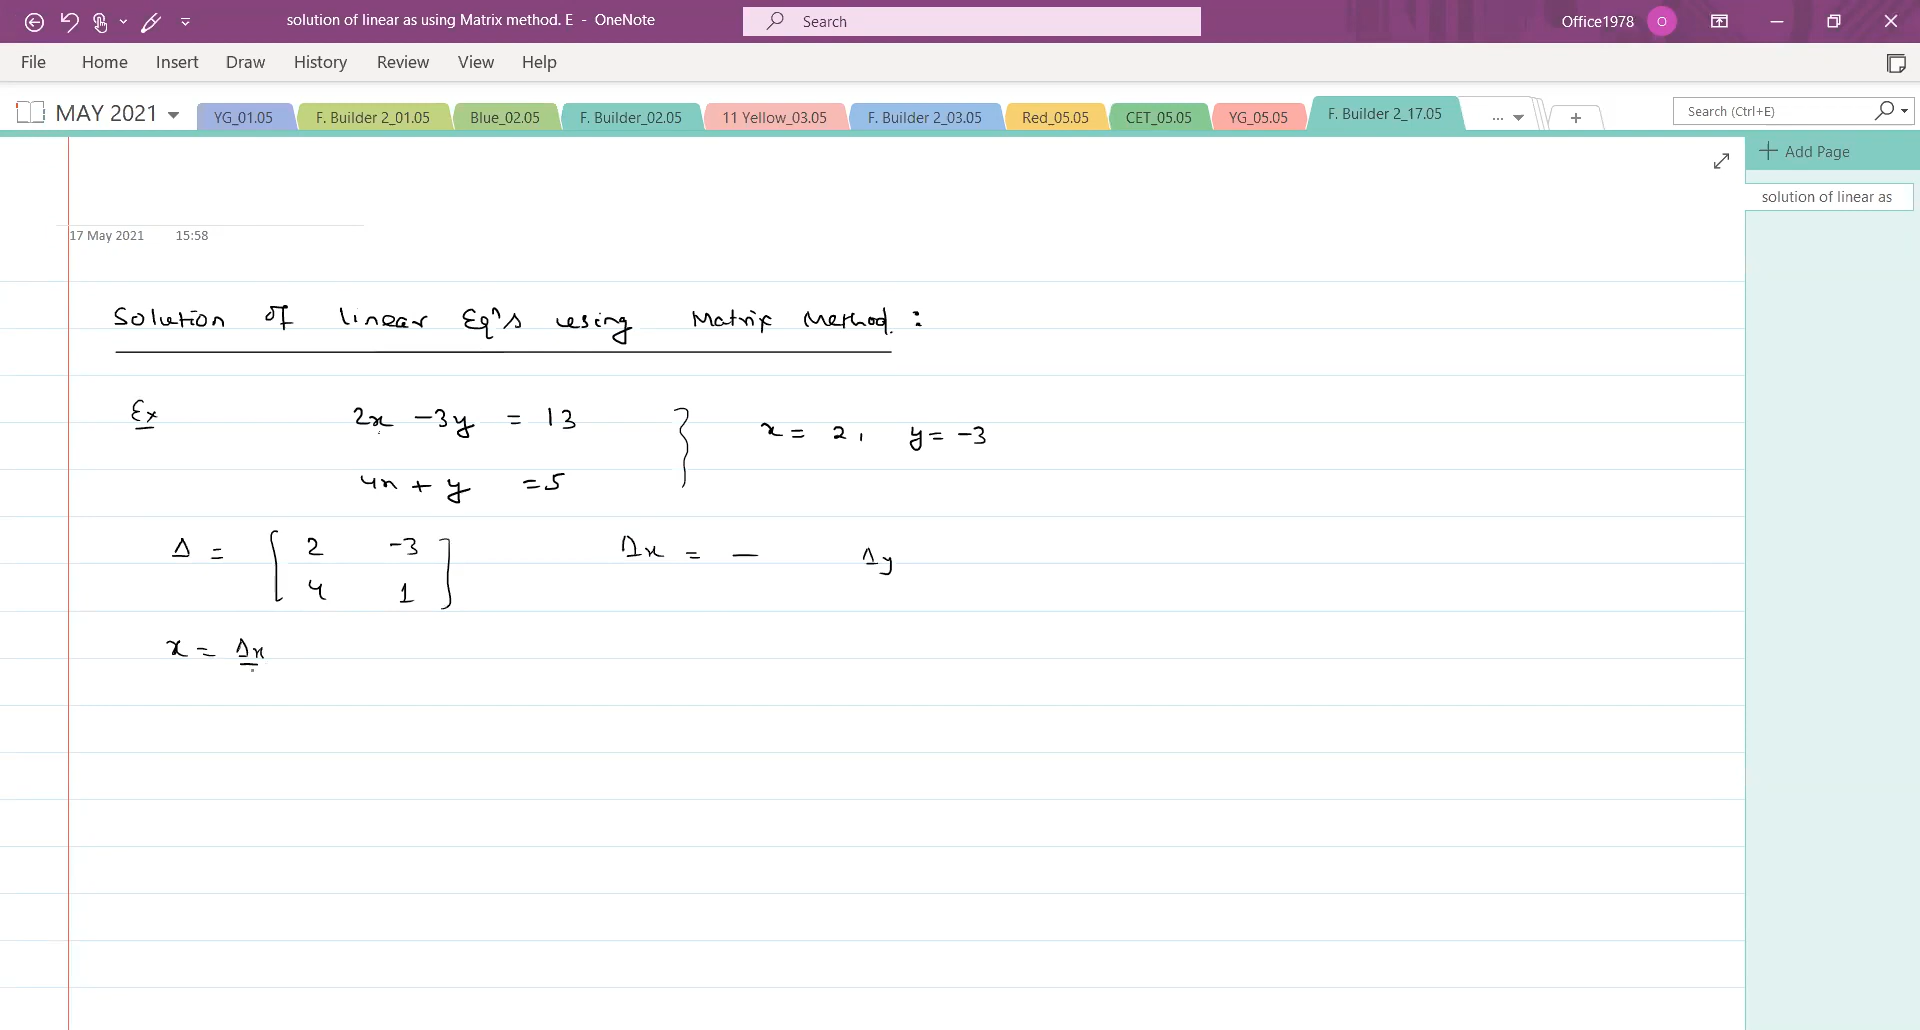 solution of linear as using Matrix method. E - OneNote
Search
Office1978
O
File Home Insert Draw History Review View Help
MAY 2021
YG_01.05 F. Builder 2_01.05 Blue_02.05 F. Builder_02.05 11 Yellow_03.05 F. Builder 2_03.05 Red_05.05 CET_05.05 YG_05.05 F. Builder 2_17.05 ...
Search (Ctrl+E)
Add Page
solution of linear as
17 May 2021 15:58
Solution of linear Eqⁿs using Matrix Method :
Ex 2x -3y = 13
x = 2, y = -3
4x + y = 5
Δ = [ 2 -3
4 1 ]
Δx = — Δy
x = Δx